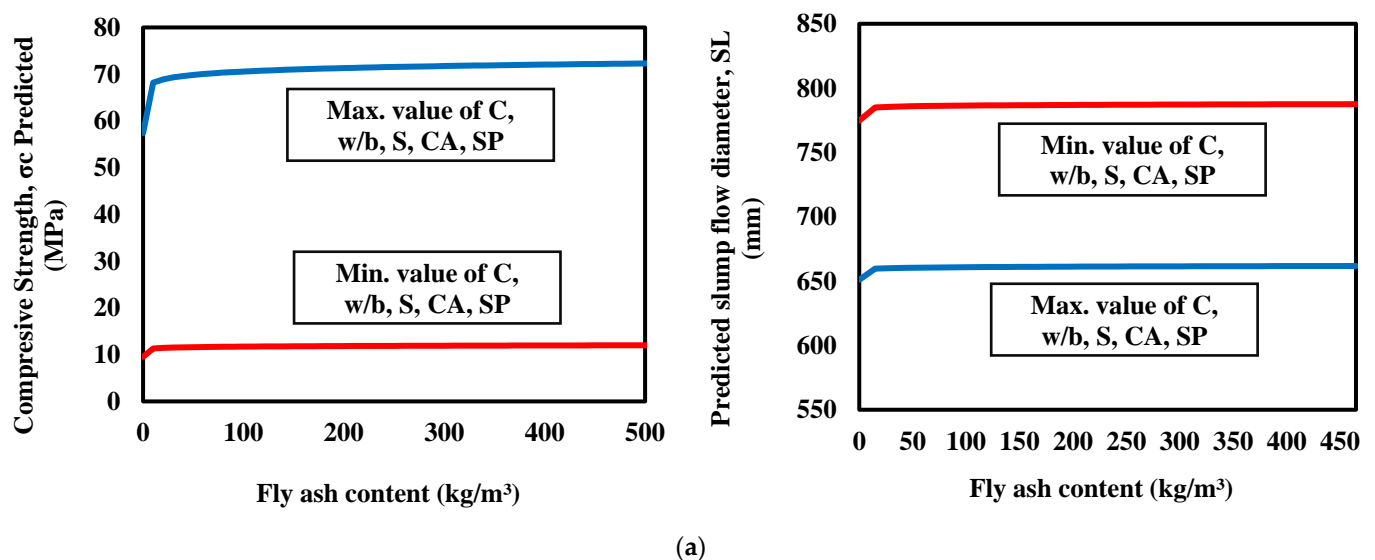 80
70
60
50
40
30
20
10
0
Compresive Strength, σc Predicted
(MPa)
Max. value of C,
w/b, S, CA, SP
Min. value of C,
w/b, S, CA, SP
0 100 200 300 400 500
Fly ash content (kg/m³)
850
800
750
700
650
600
550
Predicted slump flow diameter, SL
(mm)
Min. value of C,
w/b, S, CA, SP
Max. value of C,
w/b, S, CA, SP
0 50 100 150 200 250 300 350 400 450
Fly ash content (kg/m³)
(a)